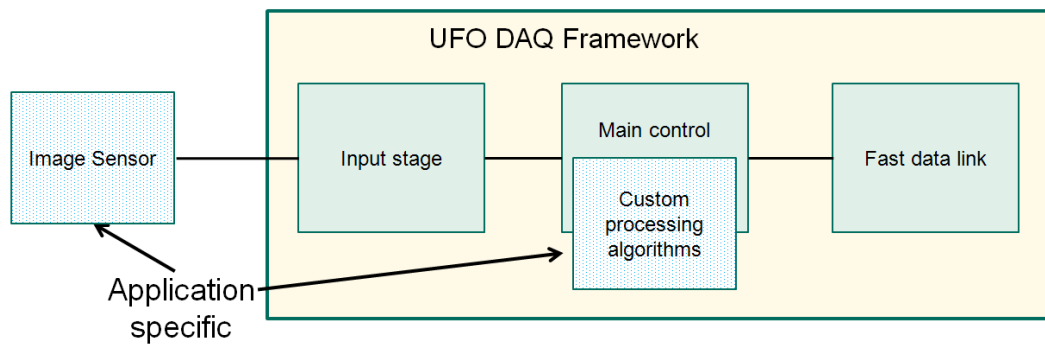 UFO DAQ Framework
Image Sensor
Input stage
Main control
Custom
processing
algorithms
Fast data link
Application
specific